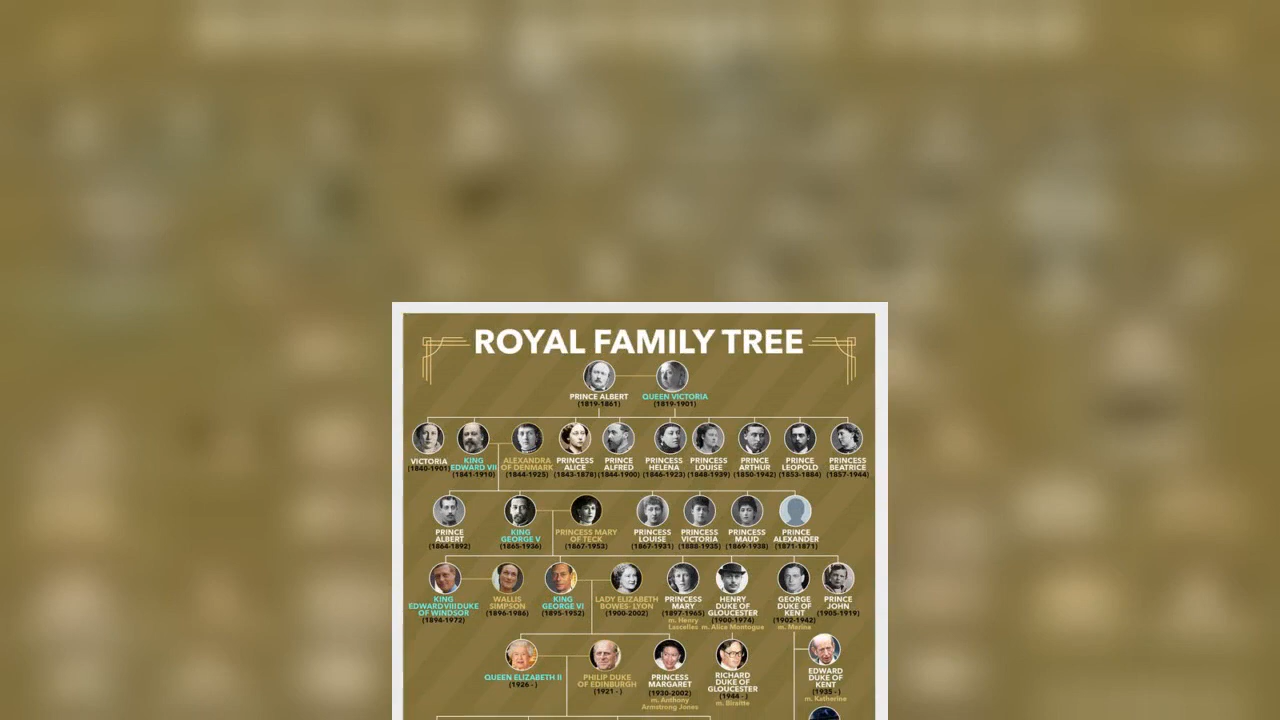 ROYAL FAMILY TREE
PRINCE ALBERT
(1819-1861)
QUEEN VICTORIA
(1819-1901)
VICTORIA
(1840-1901)
KING
EDWARD VII
(1841-1910)
ALEXANDRA
OF DENMARK
(1844-1925)
PRINCESS
ALICE
(1843-1878)
PRINCE
ALFRED
(1844-1900)
PRINCESS
HELENA
(1846-1923)
PRINCESS
LOUISE
(1848-1939)
PRINCE
ARTHUR
(1850-1942)
PRINCE
LEOPOLD
(1853-1884)
PRINCESS
BEATRICE
(1857-1944)
PRINCE
ALBERT
(1864-1892)
KING
GEORGE V
(1865-1936)
PRINCESS MARY
OF TECK
(1867-1953)
PRINCESS
LOUISE
(1867-1931)
PRINCESS
VICTORIA
(1888-1935)
PRINCESS
MAUD
(1869-1938)
PRINCE
ALEXANDER
(1871-1871)
KING
EDWARD VIII DUKE
OF WINDSOR
(1894-1972)
WALLIS
SIMPSON
(1896-1986)
KING
GEORGE VI
(1895-1952)
LADY ELIZABETH
BOWES- LYON
(1900-2002)
PRINCESS
MARY
(1897-1965)
m. Henry
Lascelles
HENRY
DUKE OF
GLOUCESTER
(1900-1974)
m. Alice Montogue
GEORGE
DUKE OF
KENT
(1902-1942)
m. Marina
PRINCE
JOHN
(1905-1919)
QUEEN ELIZABETH II
(1926 - )
PHILIP DUKE
OF EDINBURGH
(1921 - )
PRINCESS
MARGARET
(1930-2002)
m. Anthony
Armstrong Jones
RICHARD
DUKE OF
GLOUCESTER
(1944 - )
m. Biraitte
EDWARD
DUKE OF
KENT
(1935 - )
m. Katherine